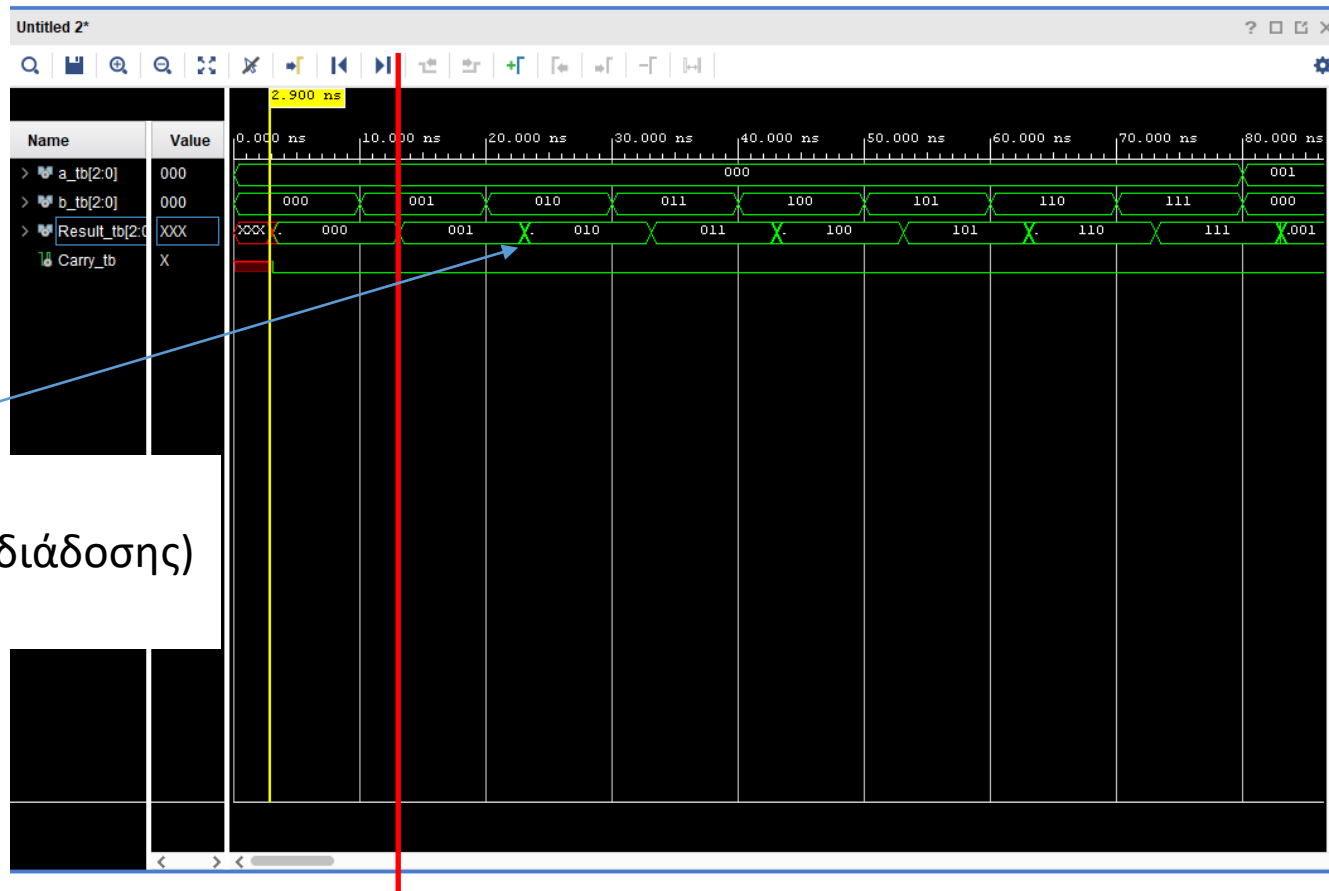 Untitled 2*
2.900 ns
Name Value 0.000 ns 10.000 ns 20.000 ns 30.000 ns 40.000 ns 50.000 ns 60.000 ns 70.000 ns 80.000 ns
a_tb[2:0] 000 000 001
b_tb[2:0] 000 000 001 010 011 100 101 110 111 000
Result_tb[2:0 XXX XXX . 000 001 . 010 011 . 100 101 . 110 111 .001
Carry_tb X
διάδοσης)